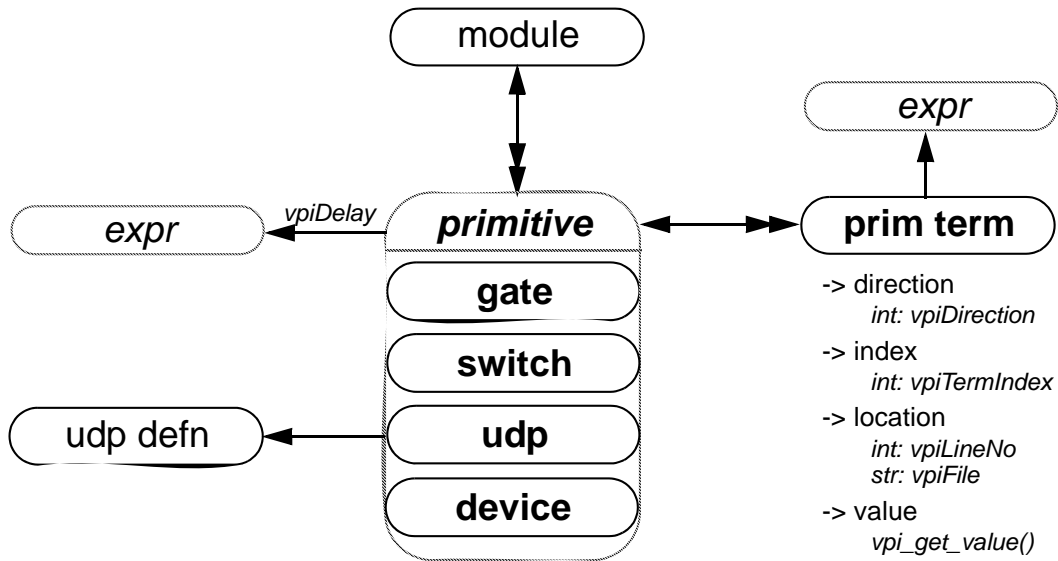 module
expr
vpiDelay
expr
primitive
prim term
gate
switch
udp
device
udp defn
-> direction
int: vpiDirection
-> index
int: vpiTermIndex
-> location
int: vpiLineNo
str: vpiFile
-> value
vpi_get_value()